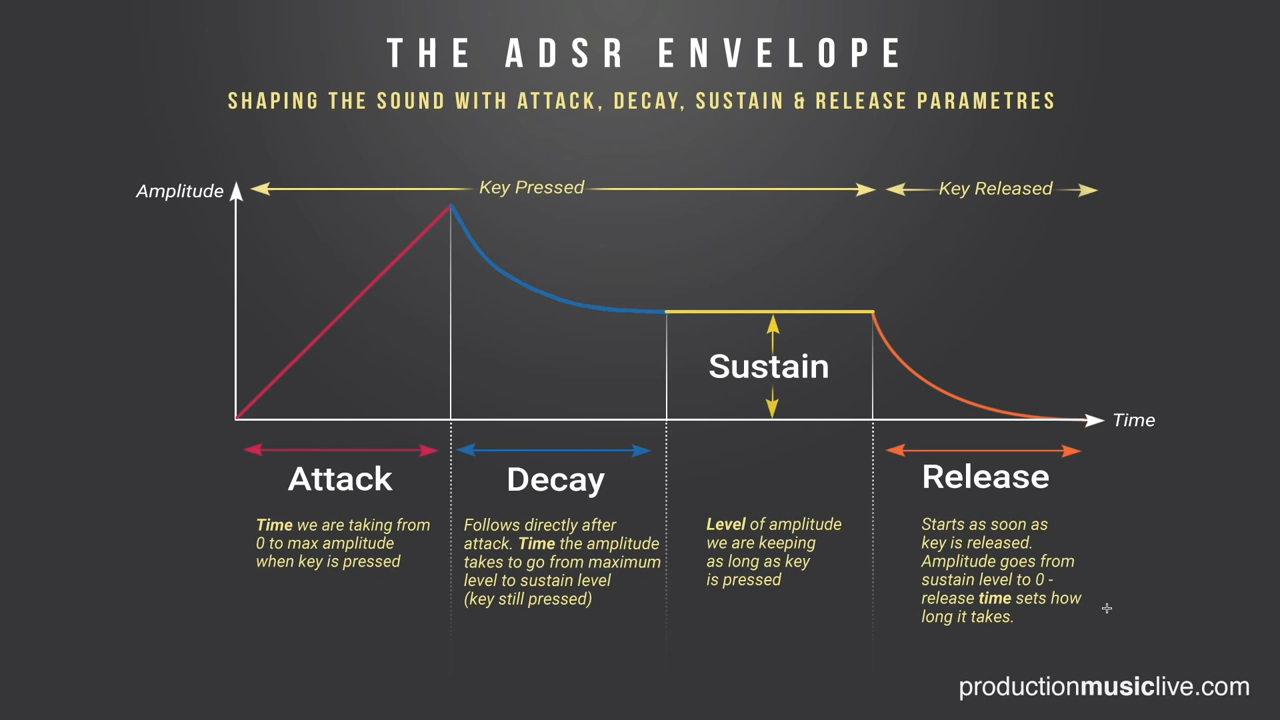 THE ADSR ENVELOPE
SHAPING THE SOUND WITH ATTACK, DECAY, SUSTAIN & RELEASE PARAMETRES
Amplitude
Key Pressed
Key Released
Sustain
Time
Attack
Time we are taking from
0 to max amplitude
when key is pressed
Decay
Follows directly after
attack. Time the amplitude
takes to go from maximum
level to sustain level
(key still pressed)
Level of amplitude
we are keeping
as long as key
is pressed
Release
Starts as soon as
key is released.
Amplitude goes from
sustain level to 0 -
release time sets how
long it takes.
productionmusiclive.com